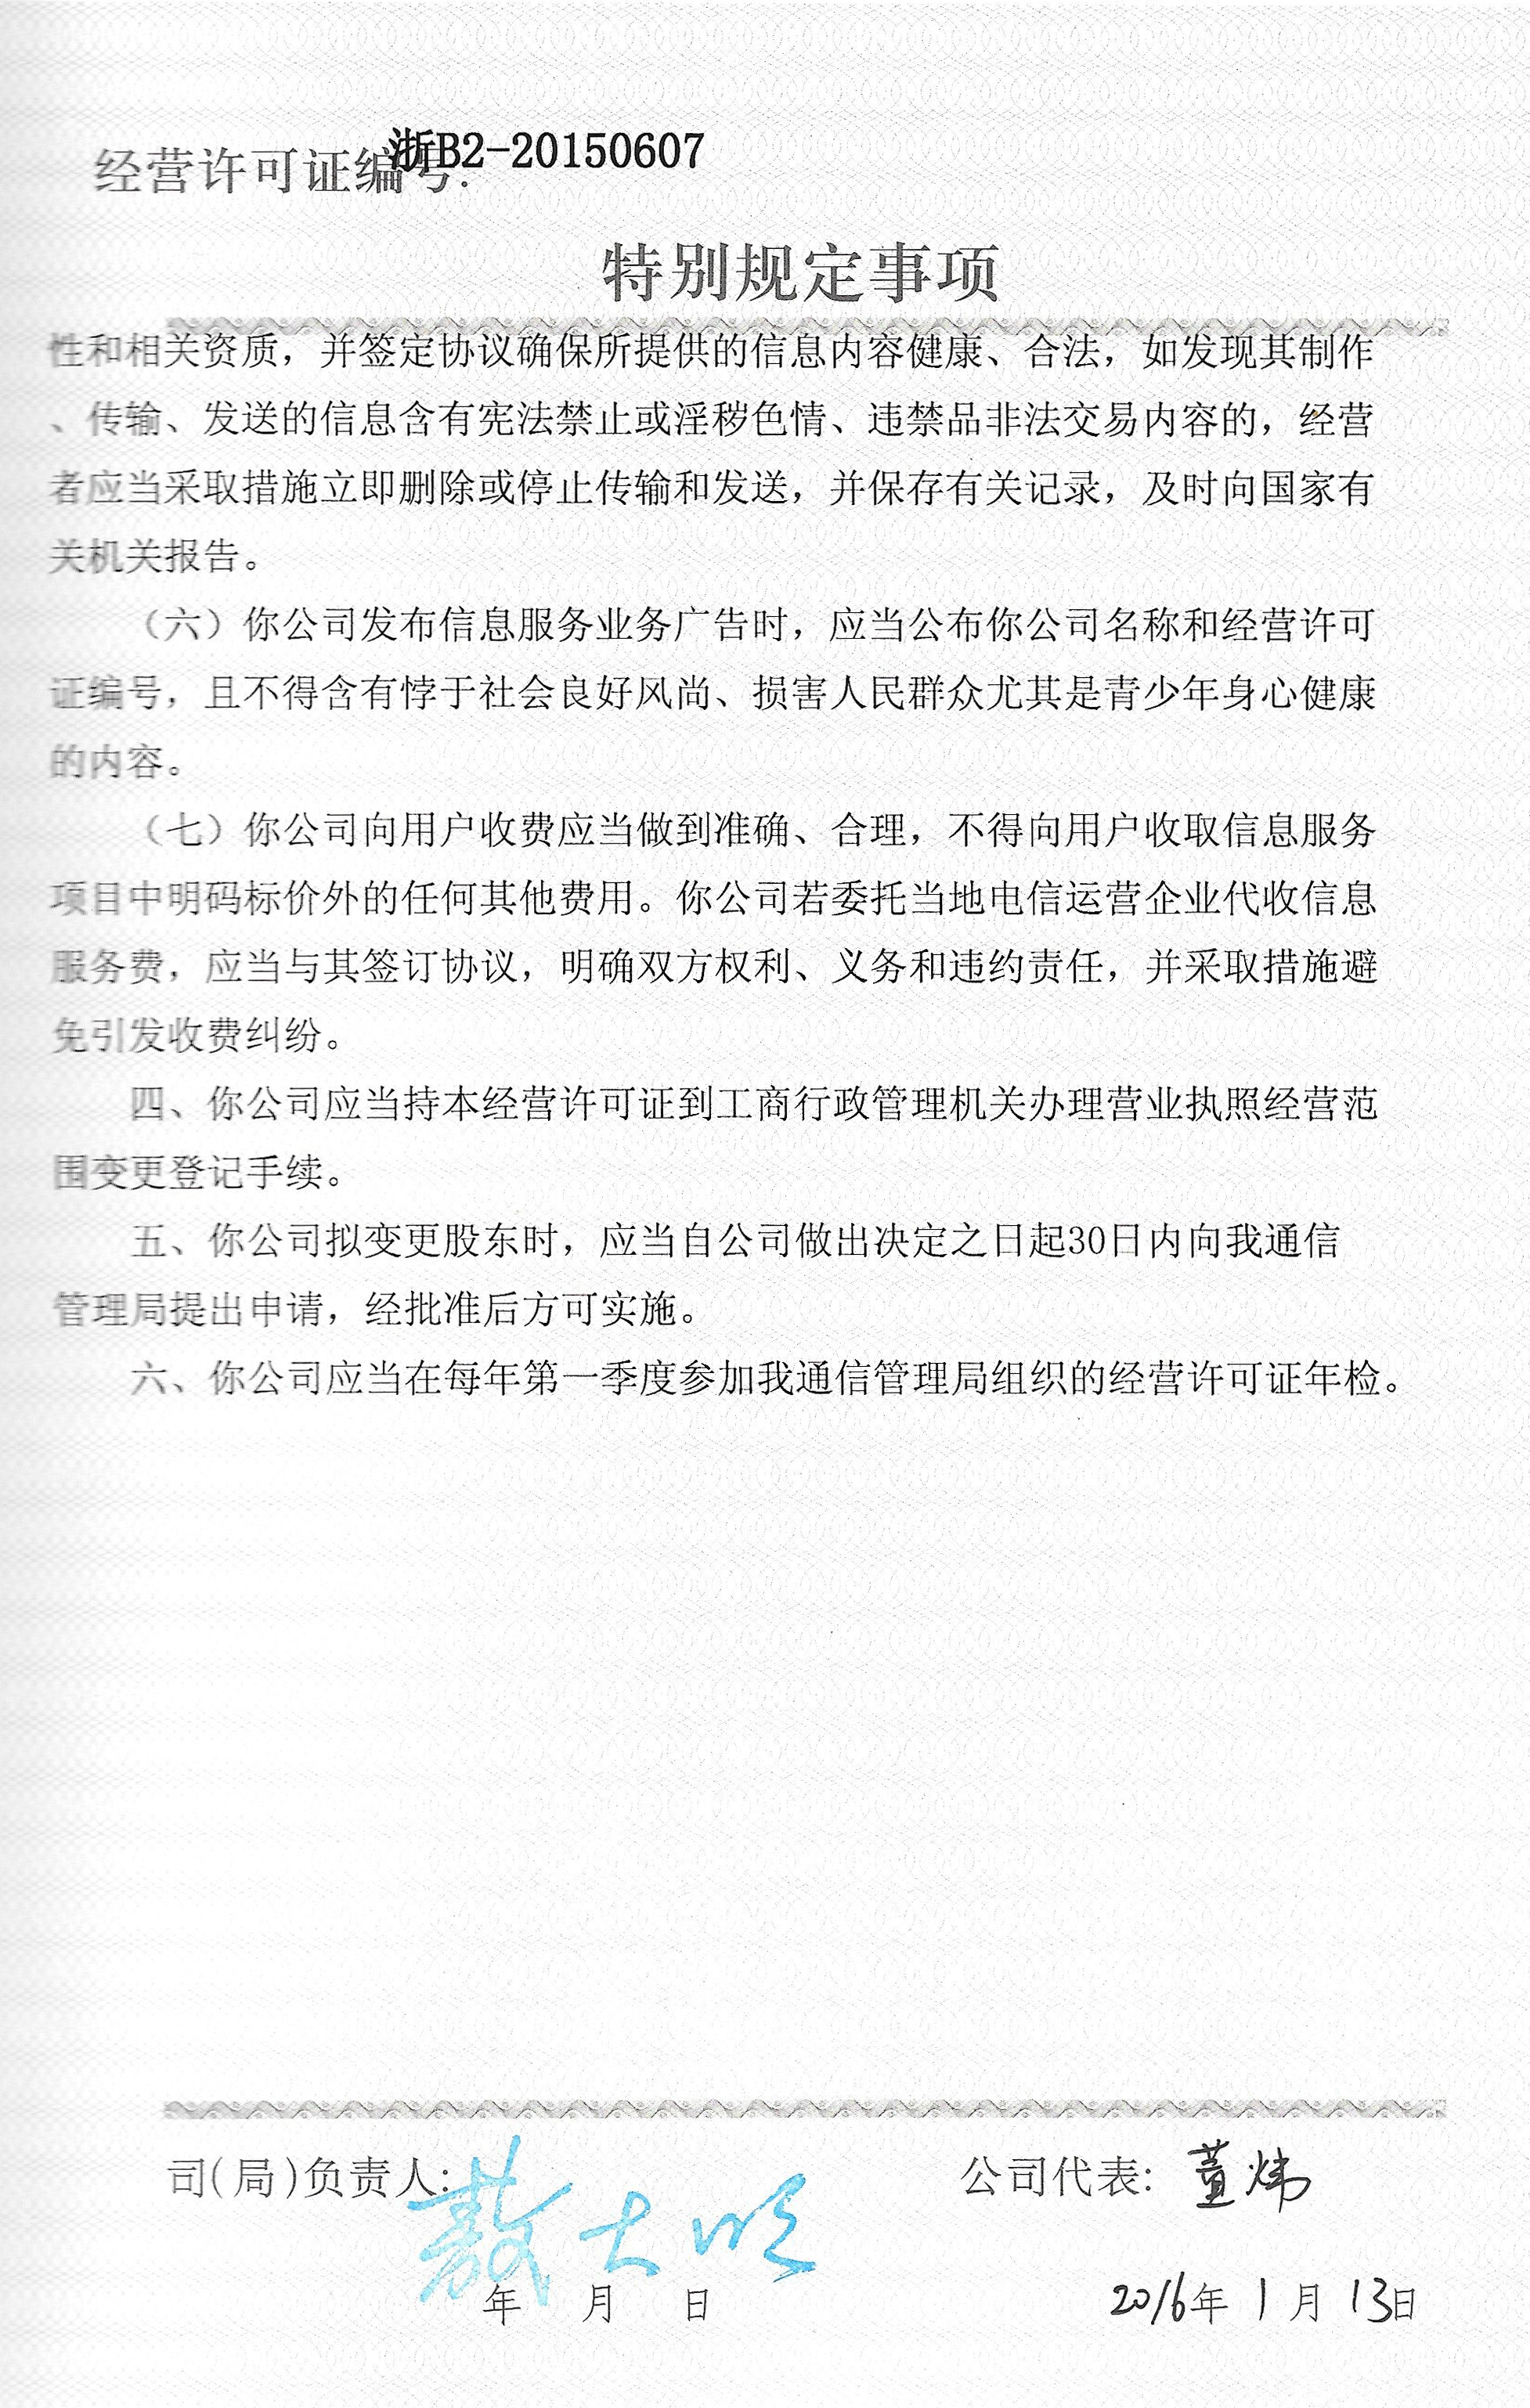 经营许可证编号:浙B2-20150607
特别规定事项
性和相关资质，并签定协议确保所提供的信息内容健康、合法，如发现其制作
、传输、发送的信息含有宪法禁止或淫秽色情、违禁品非法交易内容的，经营
者应当采取措施立即删除或停止传输和发送，并保存有关记录，及时向国家有
关机关报告。
（六）你公司发布信息服务业务广告时，应当公布你公司名称和经营许可
证编号，且不得含有悖于社会良好风尚、损害人民群众尤其是青少年身心健康
的内容。
（七）你公司向用户收费应当做到准确、合理，不得向用户收取信息服务
项目中明码标价外的任何其他费用。你公司若委托当地电信运营企业代收信息
服务费，应当与其签订协议，明确双方权利、义务和违约责任，并采取措施避
免引发收费纠纷。
四、你公司应当持本经营许可证到工商行政管理机关办理营业执照经营范
围变更登记手续。
五、你公司拟变更股东时，应当自公司做出决定之日起30日内向我通信
管理局提出申请，经批准后方可实施。
六、你公司应当在每年第一季度参加我通信管理局组织的经营许可证年检。
司(局)负责人: 公司代表:
年 月 日 2016年 1 月 13日